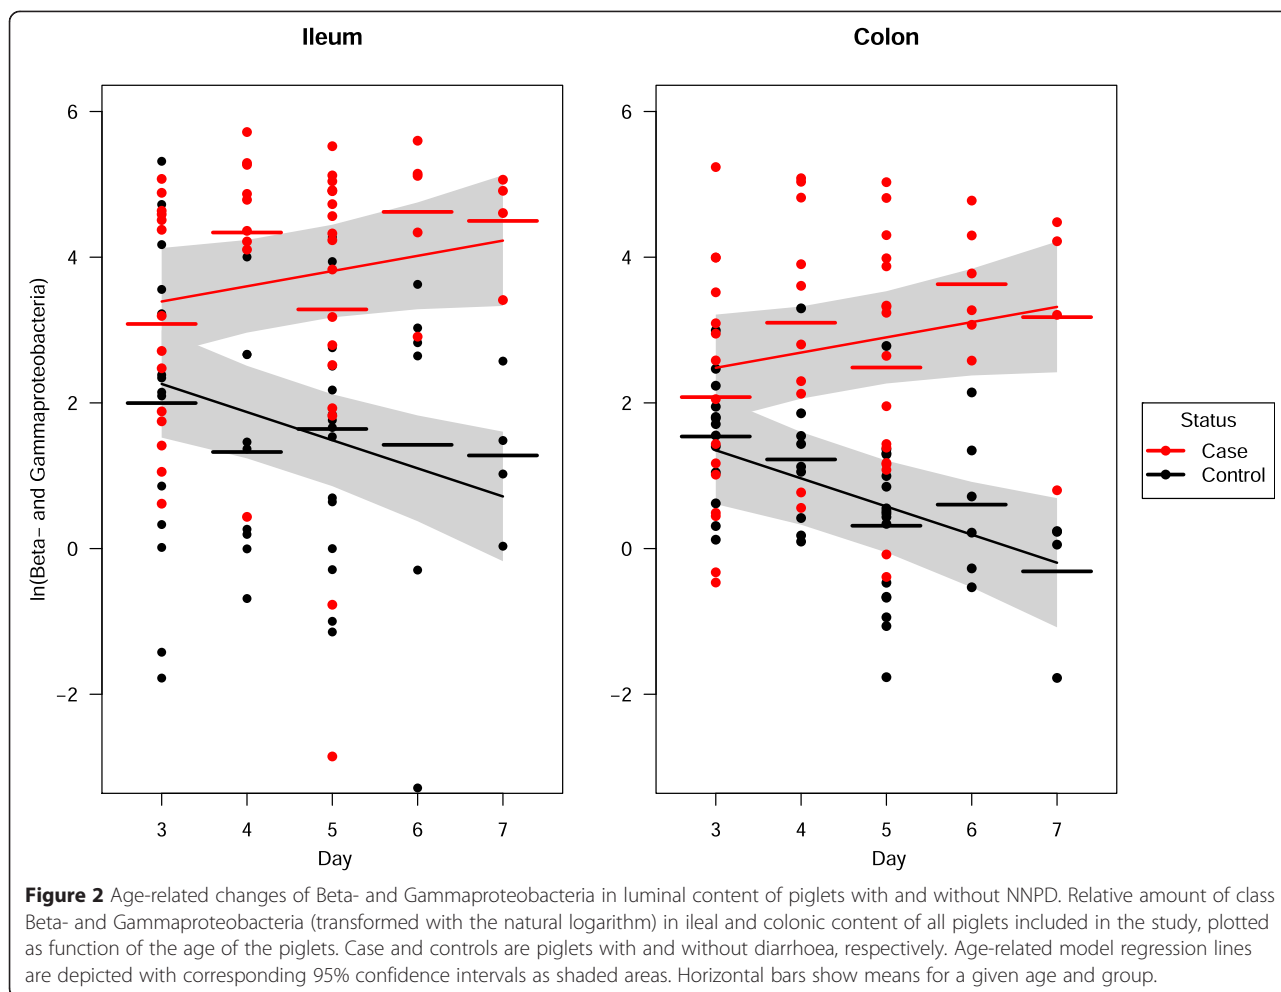 Ileum
Colon
6
4
2
0
−2
ln(Beta− and Gammaproteobacteria)
3 4 5 6 7
Day
6
4
2
0
−2
3 4 5 6 7
Day
Status
Case
Control
Figure 2 Age-related changes of Beta- and Gammaproteobacteria in luminal content of piglets with and without NNPD. Relative amount of class
Beta- and Gammaproteobacteria (transformed with the natural logarithm) in ileal and colonic content of all piglets included in the study, plotted
as function of the age of the piglets. Case and controls are piglets with and without diarrhoea, respectively. Age-related model regression lines
are depicted with corresponding 95% confidence intervals as shaded areas. Horizontal bars show means for a given age and group.